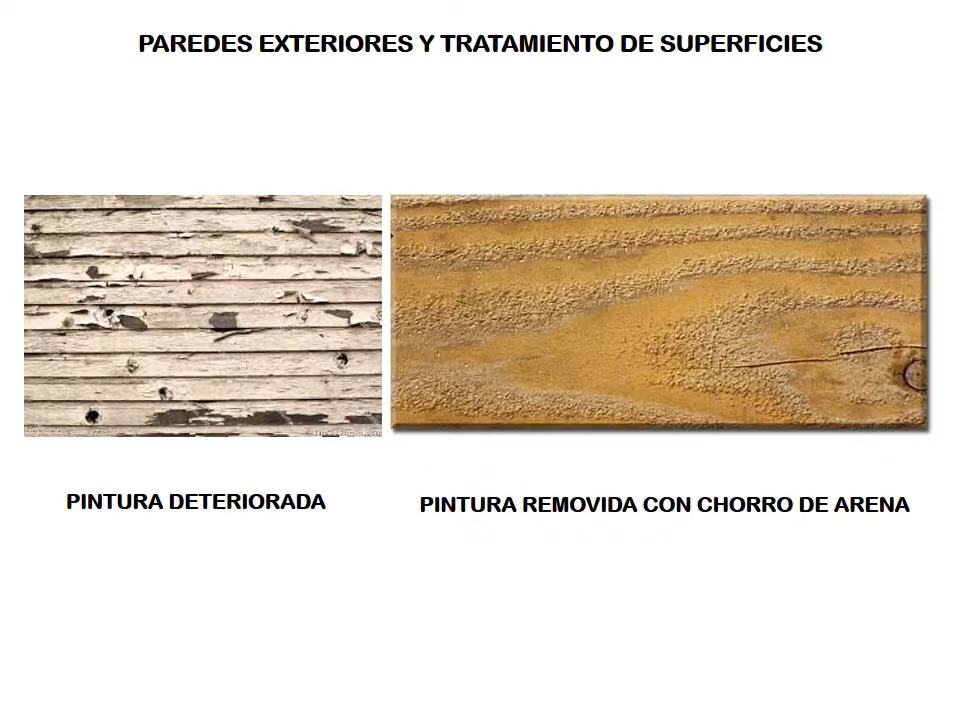 PAREDES EXTERIORES Y TRATAMIENTO DE SUPERFICIES
PINTURA DETERIORADA
PINTURA REMOVIDA CON CHORRO DE ARENA